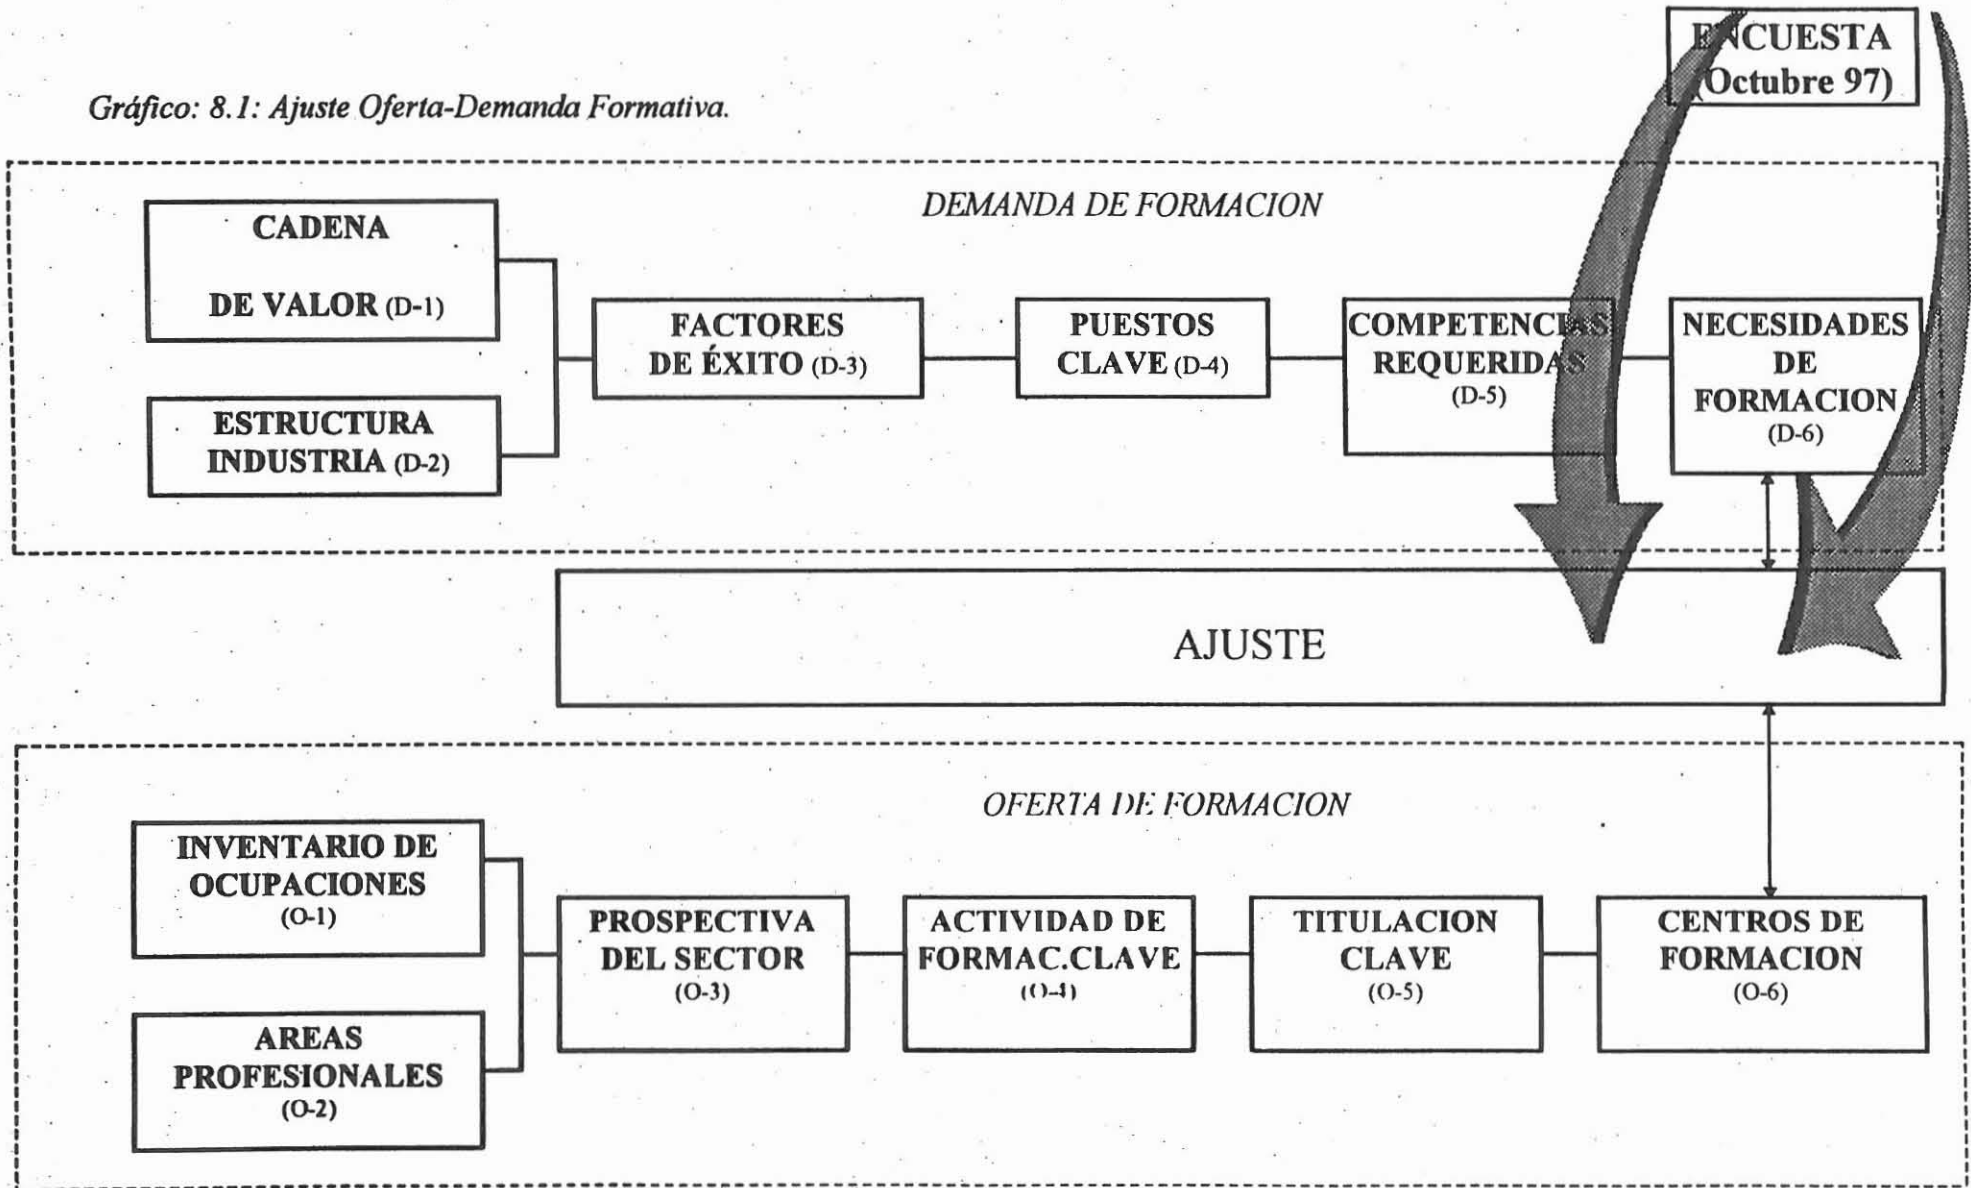 ENCUESTA
(Octubre 97)
Gráfico: 8.1: Ajuste Oferta-Demanda Formativa.
DEMANDA DE FORMACION
CADENA
DE VALOR (D-1)
ESTRUCTURA
INDUSTRIA (D-2)
FACTORES
DE ÉXITO (D-3)
PUESTOS
CLAVE (D-4)
COMPETENCIAS
REQUERIDAS
(D-5)
NECESIDADES
DE
FORMACION
(D-6)
AJUSTE
OFERTA DE FORMACION
INVENTARIO DE
OCUPACIONES
(O-1)
AREAS
PROFESIONALES
(O-2)
PROSPECTIVA
DEL SECTOR
(O-3)
ACTIVIDAD DE
FORMAC.CLAVE
(O-4)
TITULACION
CLAVE
(O-5)
CENTROS DE
FORMACION
(O-6)